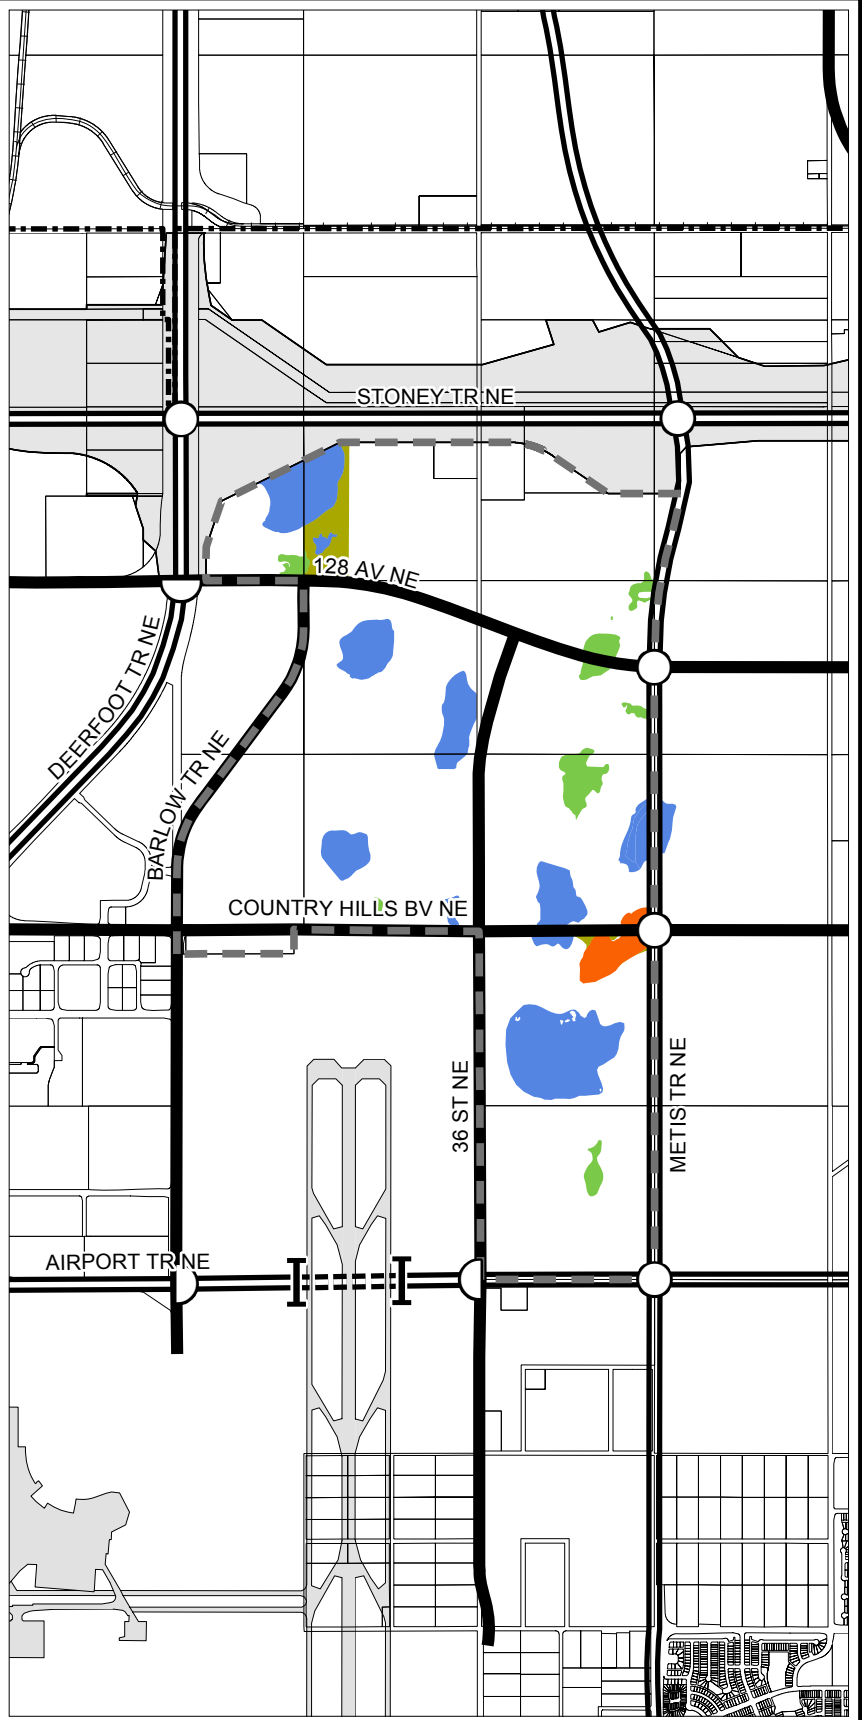 STONEY TR NE
128 AV NE
DEERFOOT TR NE
BARLOW TR NE
COUNTRY HILLS BV NE
36 ST NE
METIS TR NE
AIRPORT TR NE